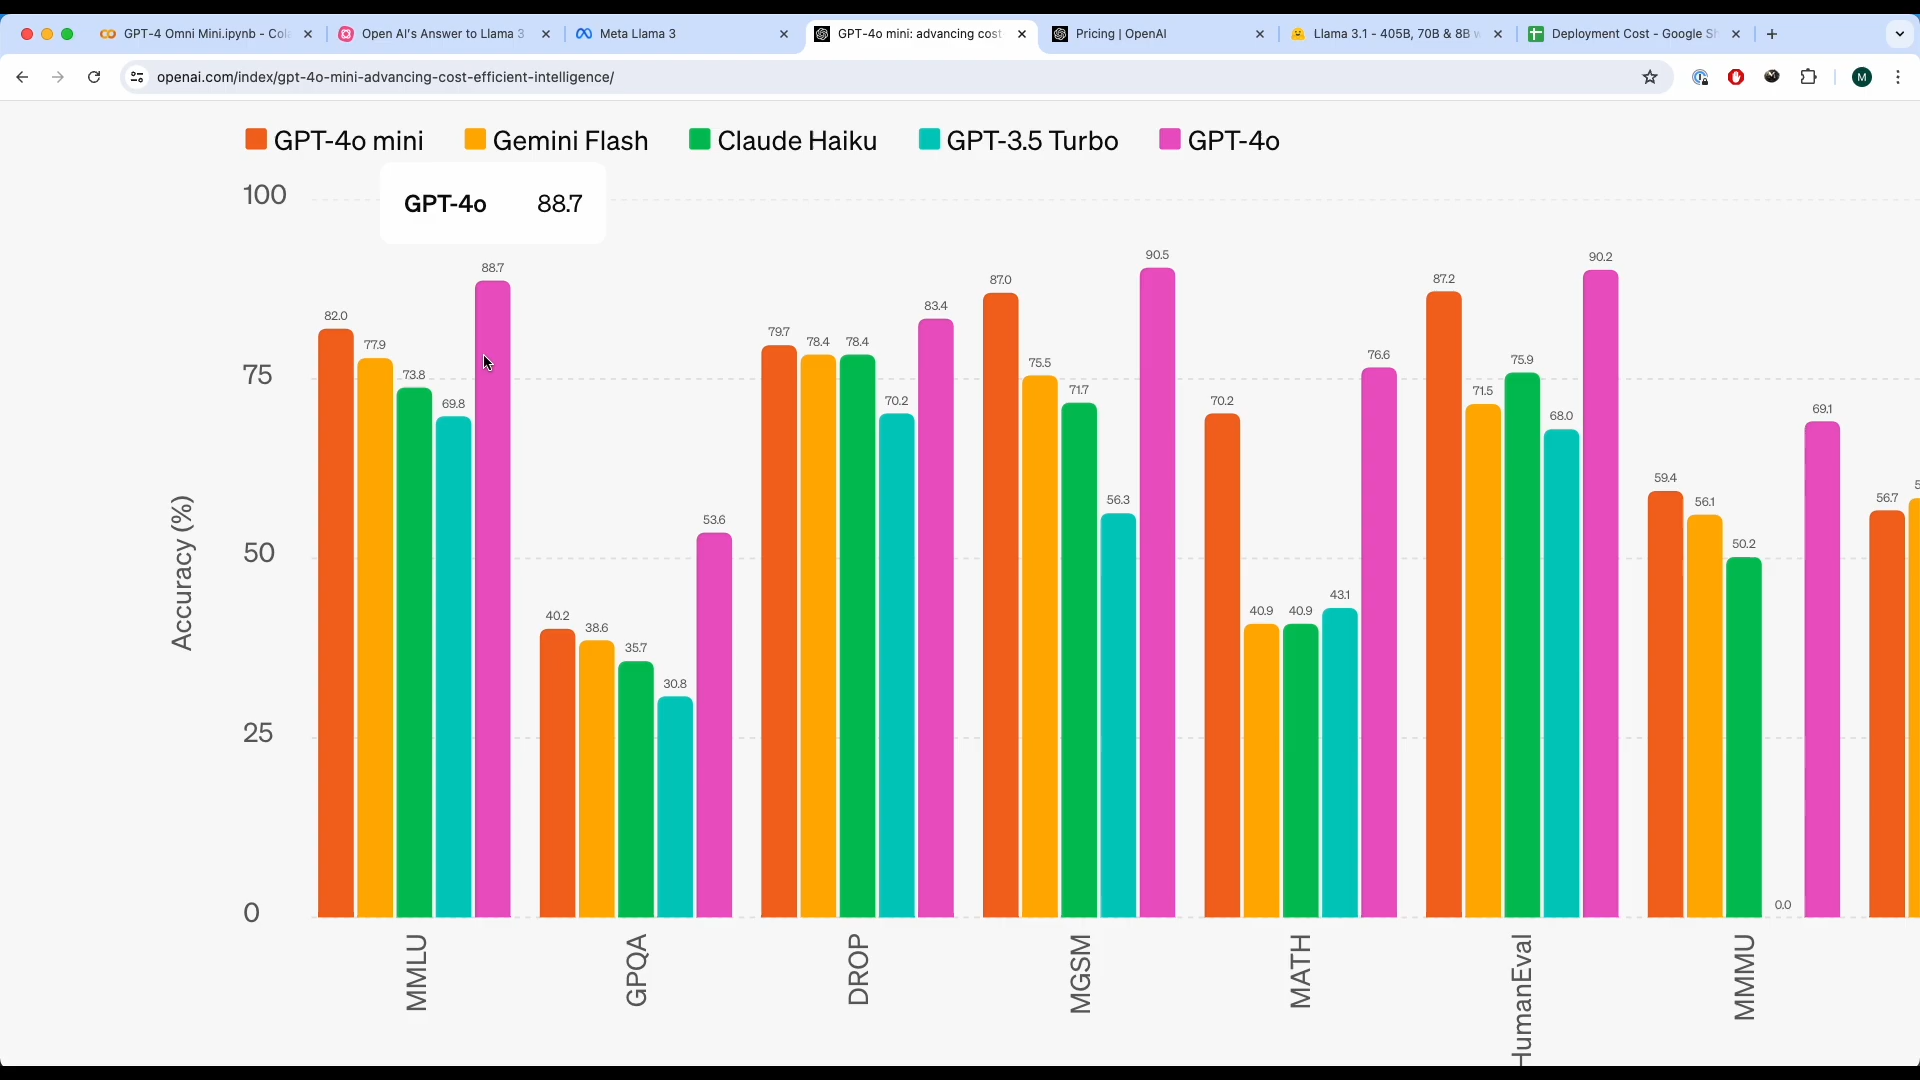 GPT-4 Omni Mini.ipynb - Cola
Open AI's Answer to Llama 3
Meta Llama 3
GPT-4o mini: advancing cost
Pricing | OpenAI
Llama 3.1 - 405B, 70B & 8B w
Deployment Cost - Google Sh
openai.com/index/gpt-4o-mini-advancing-cost-efficient-intelligence/
M
GPT-4o mini
Gemini Flash
Claude Haiku
GPT-3.5 Turbo
GPT-4o
GPT-4o 88.7
Accuracy (%)
100
75
50
25
0
82.0
77.9
73.8
69.8
88.7
40.2
38.6
35.7
30.8
53.6
79.7
78.4
78.4
70.2
83.4
87.0
75.5
71.7
56.3
90.5
70.2
40.9
40.9
43.1
76.6
87.2
71.5
75.9
68.0
90.2
59.4
56.1
50.2
0.0
69.1
56.7
MMLU
GPQA
DROP
MGSM
MATH
HumanEval
MMMU